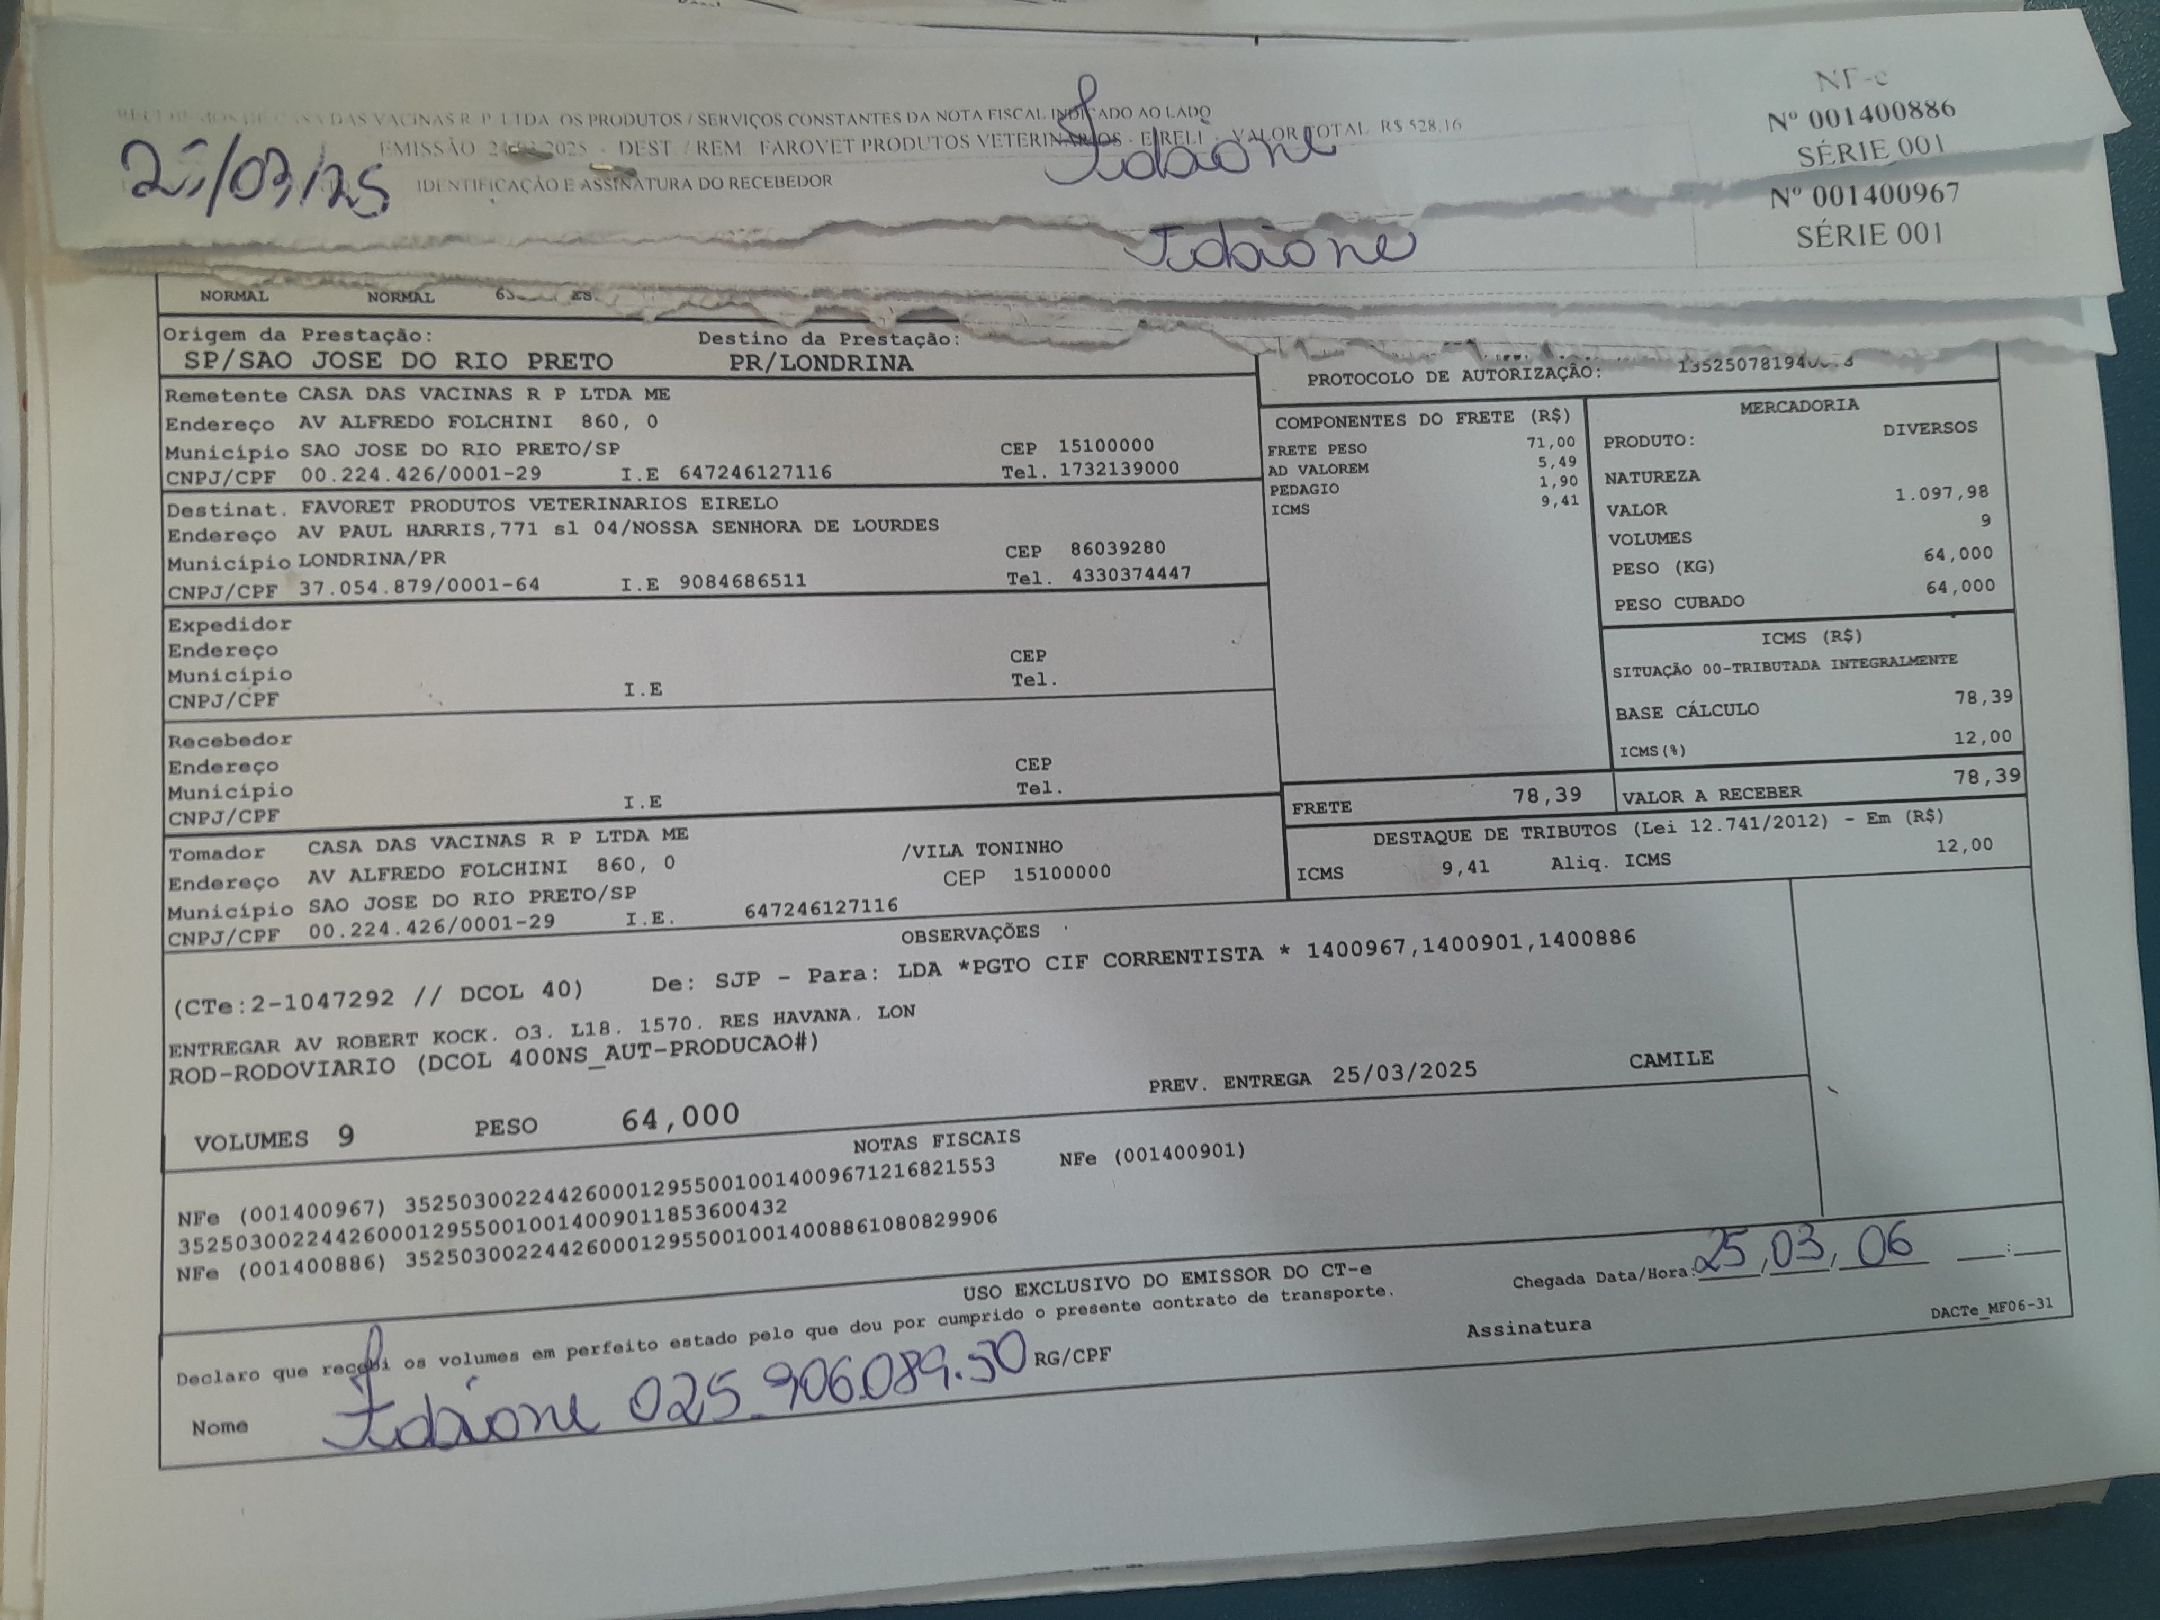 NF-e
RECEBEMOS DE CASA DAS VACINAS R P LTDA OS PRODUTOS / SERVIÇOS CONSTANTES DA NOTA FISCAL INDICADO AO LADO
Nº 001400886
EMISSÃO 2025 - DEST. / REM. FAROVET PRODUTOS VETERINARIOS - EIRELI - VALOR TOTAL R$ 528,16
SÉRIE 001
/03/25 IDENTIFICAÇÃO E ASSINATURA DO RECEBEDOR
Nº 001400967
SÉRIE 001
NORMAL NORMAL
Origem da Prestação: Destino da Prestação:
SP/SAO JOSE DO RIO PRETO PR/LONDRINA
PROTOCOLO DE AUTORIZAÇÃO:
Remetente CASA DAS VACINAS R P LTDA ME
Endereço AV ALFREDO FOLCHINI 860, 0
Município SAO JOSE DO RIO PRETO/SP CEP 15100000
CNPJ/CPF 00.224.426/0001-29 I.E 647246127116 Tel. 1732139000
COMPONENTES DO FRETE (R$)
FRETE PESO 71,00
AD VALOREM 5,49
PEDAGIO 1,90
ICMS 9,41
MERCADORIA
PRODUTO: DIVERSOS
NATUREZA
VALOR 1.097,98
VOLUMES 9
PESO (KG) 64,000
PESO CUBADO 64,000
Destinat. FAVORET PRODUTOS VETERINARIOS EIRELO
Endereço AV PAUL HARRIS,771 sl 04/NOSSA SENHORA DE LOURDES
Município LONDRINA/PR CEP 86039280
CNPJ/CPF 37.054.879/0001-64 I.E 9084686511 Tel. 4330374447
Expedidor
Endereço
Município CEP
CNPJ/CPF I.E Tel.
ICMS (R$)
SITUAÇÃO 00-TRIBUTADA INTEGRALMENTE
BASE CÁLCULO 78,39
ICMS(%) 12,00
Recebedor
Endereço
Município CEP
CNPJ/CPF I.E Tel.
FRETE 78,39 VALOR A RECEBER 78,39
Tomador CASA DAS VACINAS R P LTDA ME
Endereço AV ALFREDO FOLCHINI 860, 0 /VILA TONINHO
Município SAO JOSE DO RIO PRETO/SP CEP 15100000
CNPJ/CPF 00.224.426/0001-29 I.E. 647246127116
DESTAQUE DE TRIBUTOS (Lei 12.741/2012) - Em (R$)
ICMS 9,41 Aliq. ICMS 12,00
OBSERVAÇÕES
(CTe:2-1047292 // DCOL 40) De: SJP - Para: LDA *PGTO CIF CORRENTISTA * 1400967,1400901,1400886
ENTREGAR AV ROBERT KOCK. O3. L18. 1570. RES HAVANA. LON
ROD-RODOVIARIO (DCOL 400NS_AUT-PRODUCAO#)
PREV. ENTREGA 25/03/2025 CAMILE
VOLUMES 9 PESO 64,000
NOTAS FISCAIS
NFe (001400967) 35250300224426000129550010014009671216821553 NFe (001400901)
35250300224426000129550010014009011853600432
NFe (001400886) 35250300224426000129550010014008861080829906
USO EXCLUSIVO DO EMISSOR DO CT-e
Declaro que recebi os volumes em perfeito estado pelo que dou por cumprido o presente contrato de transporte.
Chegada Data/Hora: 25/03/06 __:__
Nome 025.906.089.50 RG/CPF Assinatura
DACTe_MF06-31